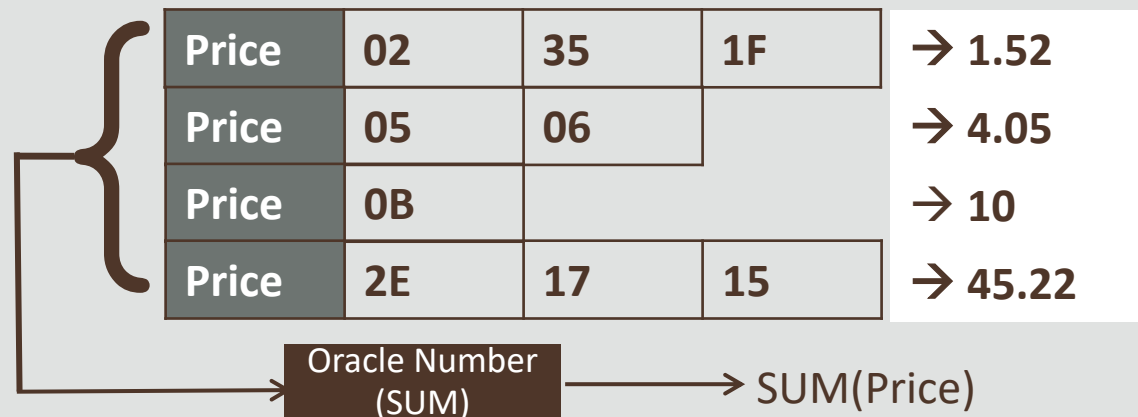 Price 02 35 1F → 1.52
Price 05 06 → 4.05
Price 0B → 10
Price 2E 17 15 → 45.22
Oracle Number
(SUM)
SUM(Price)